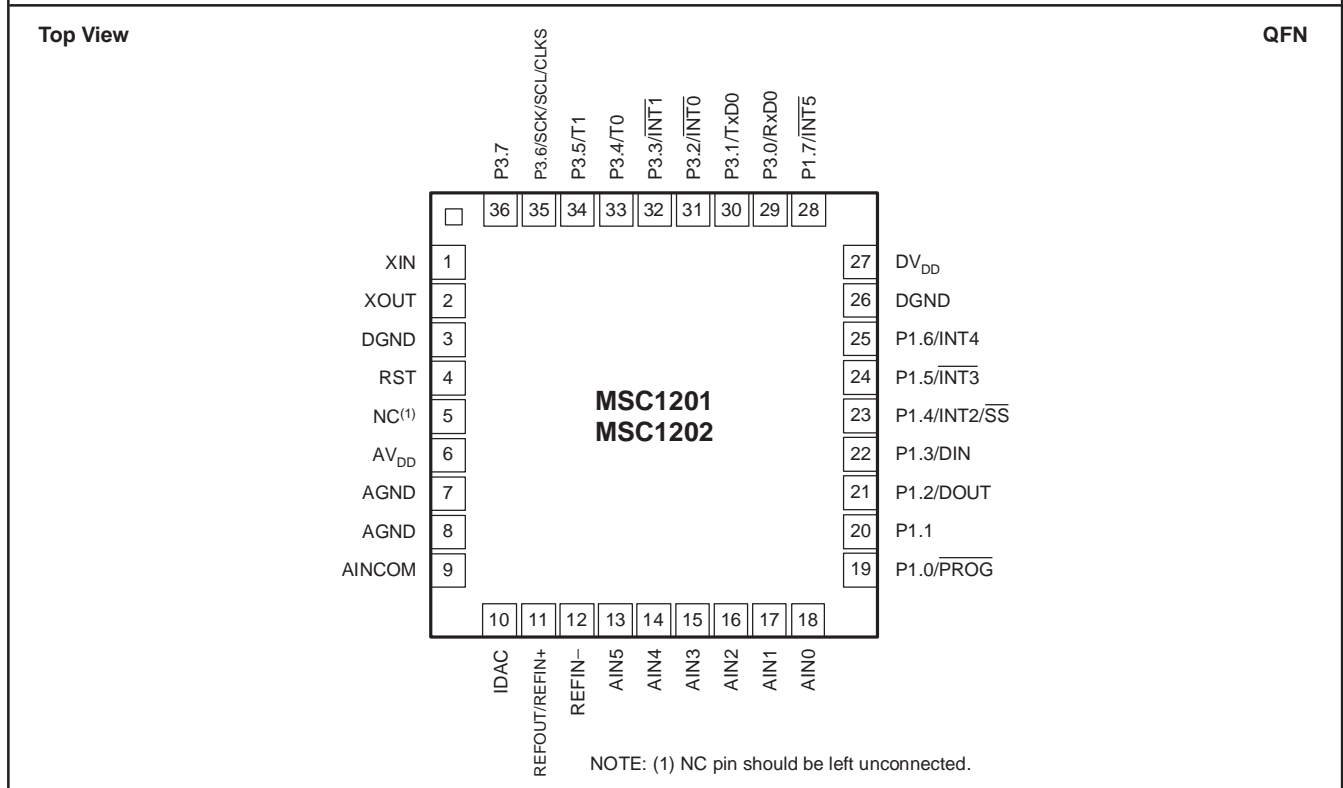 Top View
QFN
P3.7
P3.6/SCK/SCL/CLKS
P3.5/T1
P3.4/T0
P3.3/INT1
P3.2/INT0
P3.1/TxD0
P3.0/RxD0
P1.7/INT5
36 35 34 33 32 31 30 29 28
XIN 1
XOUT 2
DGND 3
RST 4
NC(1) 5
AVDD 6
AGND 7
AGND 8
AINCOM 9
MSC1201
MSC1202
27 DVDD
26 DGND
25 P1.6/INT4
24 P1.5/INT3
23 P1.4/INT2/SS
22 P1.3/DIN
21 P1.2/DOUT
20 P1.1
19 P1.0/PROG
10 11 12 13 14 15 16 17 18
IDAC
REFOUT/REFIN+
REFIN−
AIN5
AIN4
AIN3
AIN2
AIN1
AIN0
NOTE: (1) NC pin should be left unconnected.